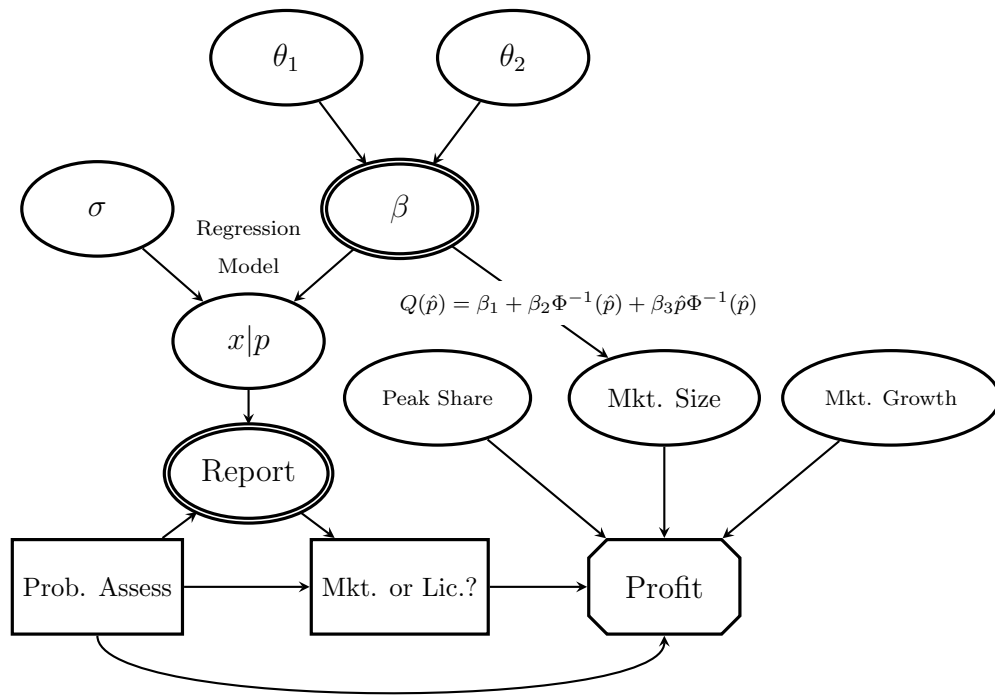 θ₁
θ₂
σ
β
Regression
Model
Q(p̂) = β₁ + β₂Φ⁻¹(p̂) + β₃p̂Φ⁻¹(p̂)
x|p
Peak Share
Mkt. Size
Mkt. Growth
Report
Prob. Assess
Mkt. or Lic.?
Profit